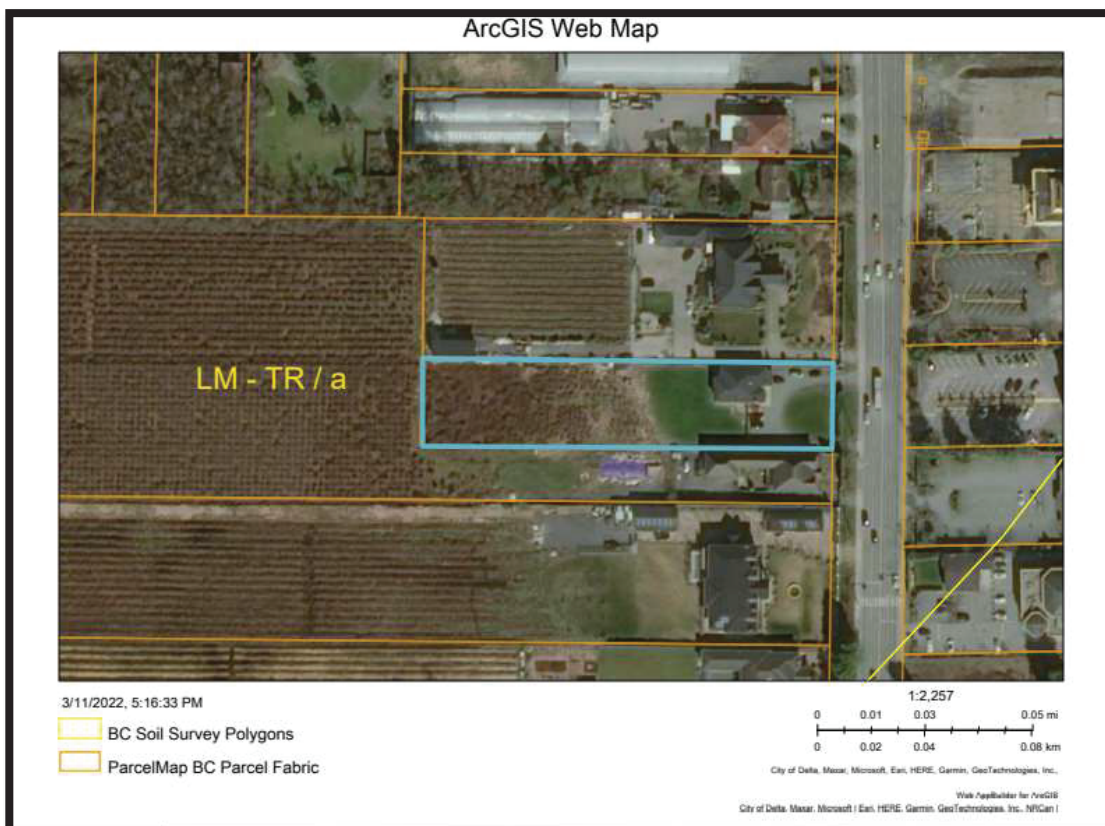 ArcGIS Web Map
LM - TR / a
3/11/2022, 5:16:33 PM
BC Soil Survey Polygons
ParcelMap BC Parcel Fabric
1:2,257
0 0.01 0.03 0.05 mi
0 0.02 0.04 0.08 km
City of Delta, Maxar, Microsoft, Esri, HERE, Garmin, GeoTechnologies, Inc.,
Web AppBuilder for ArcGIS
City of Delta, Maxar, Microsoft | Esri, HERE, Garmin, GeoTechnologies, Inc., NRCan |